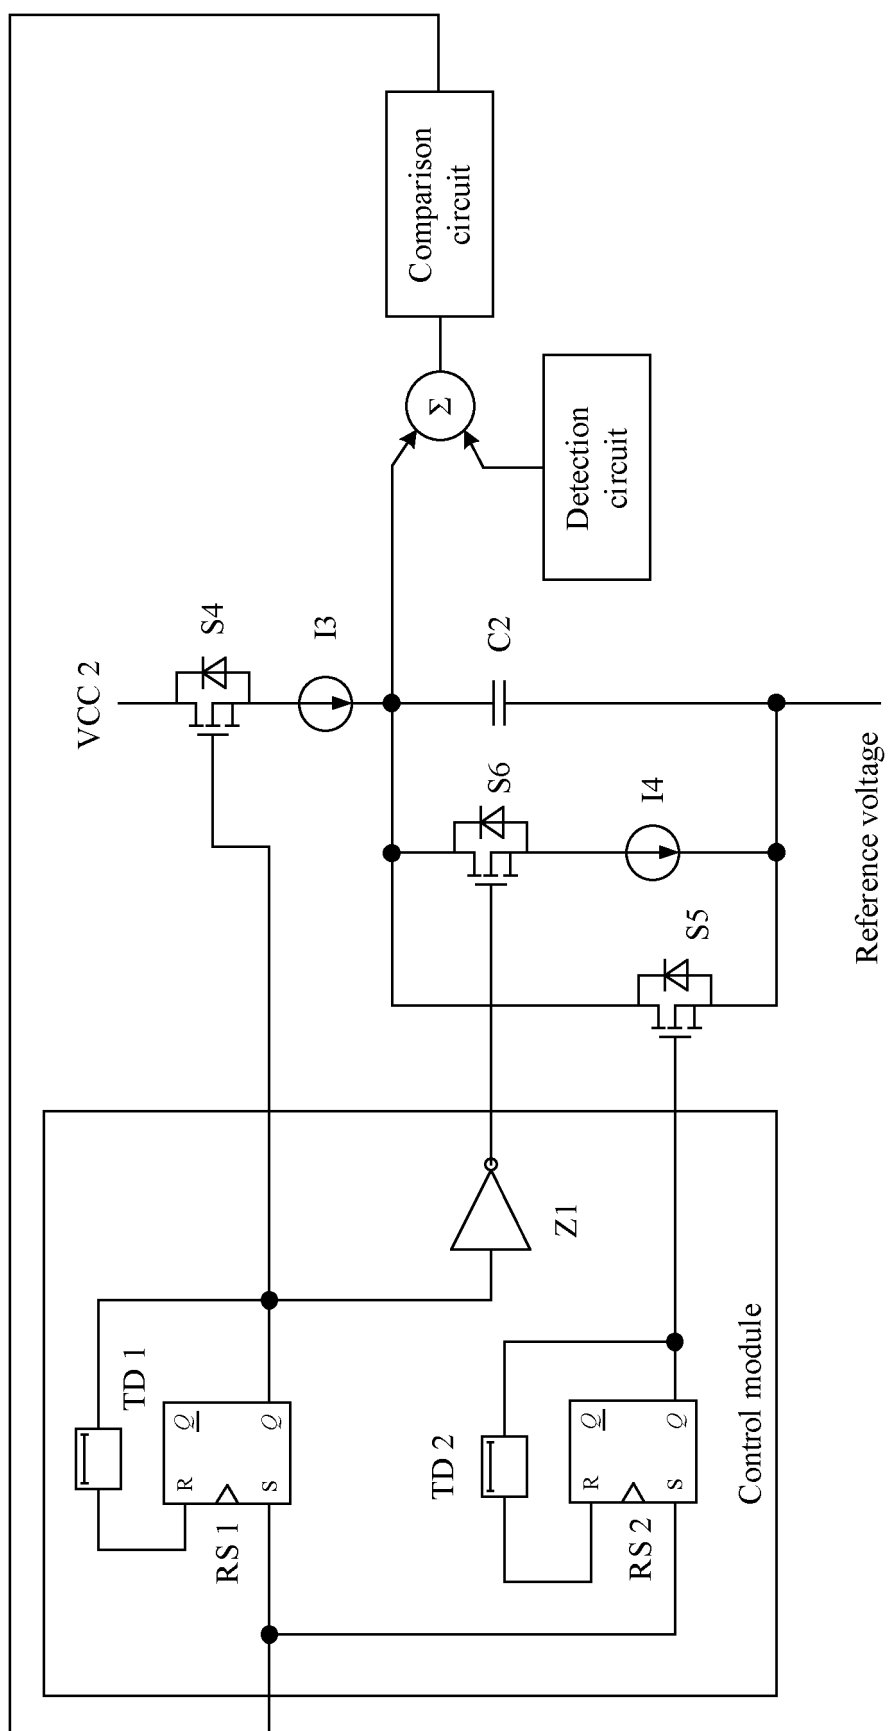 Comparison
circuit
Σ
Detection
circuit
VCC 2
S4
I3
C2
S6
I4
S5
Reference voltage
Z1
TD 1
R
Q
S
Q
RS 1
TD 2
R
Q
S
Q
RS 2
Control module